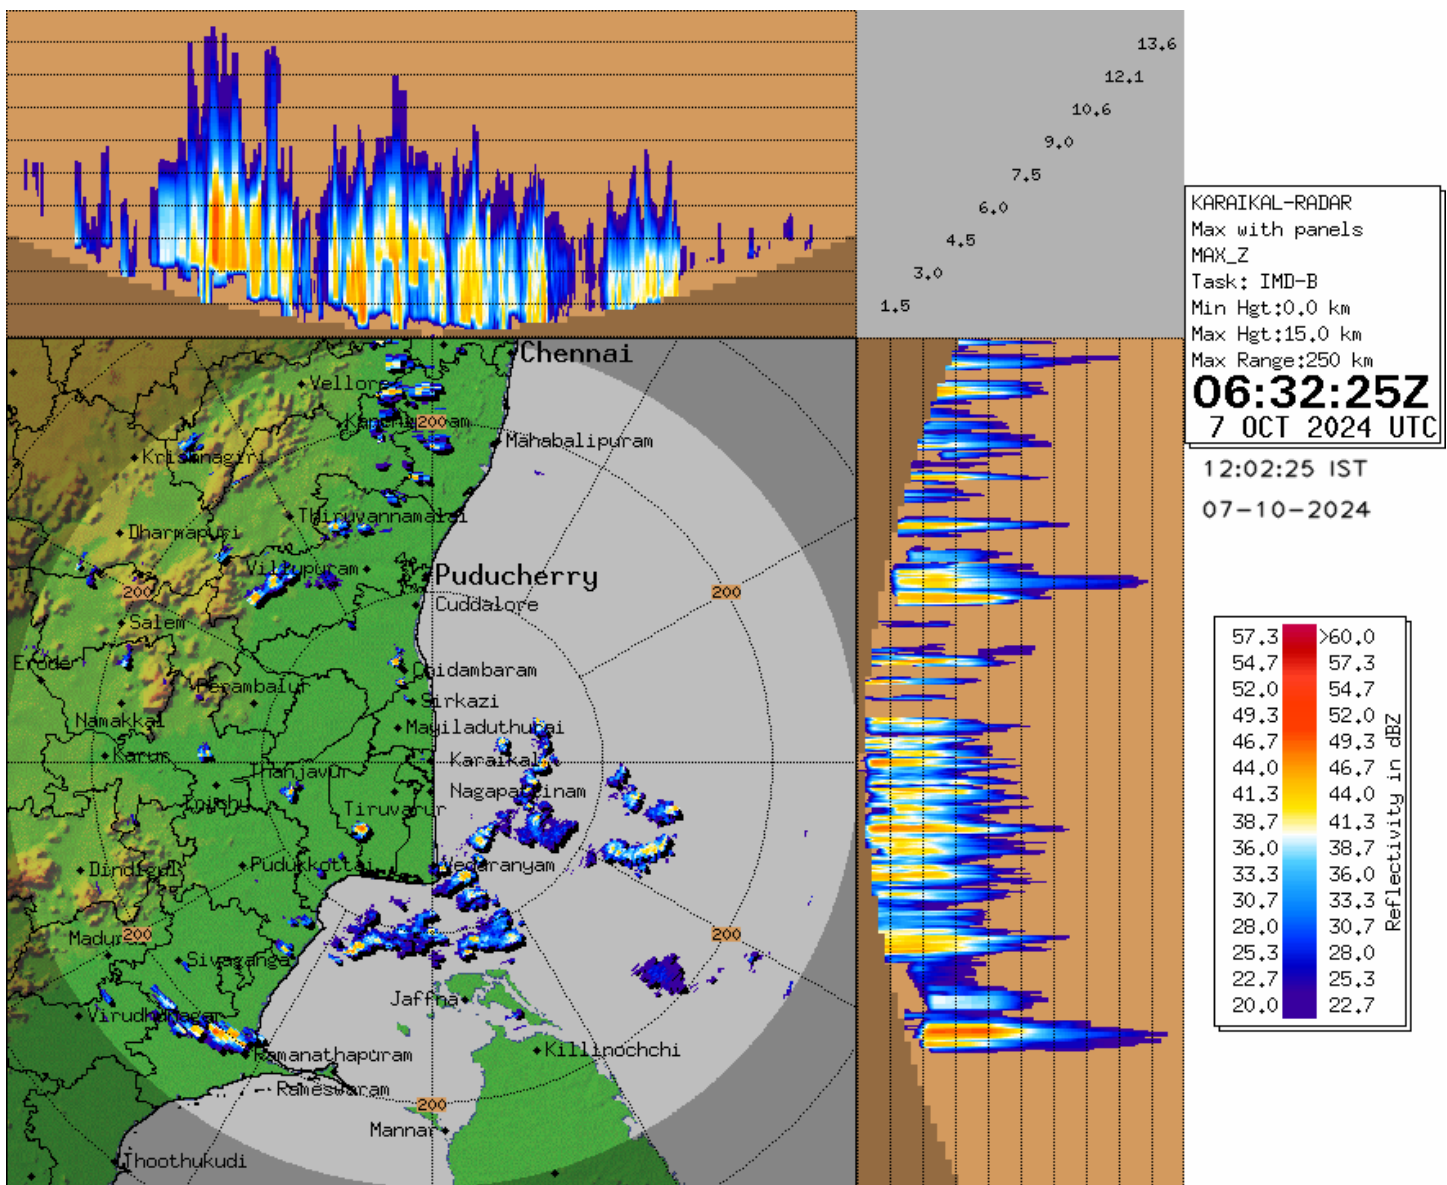 13.6
12.1
10.6
9.0
7.5
6.0
4.5
3.0
1.5
KARAIKAL-RADAR
Max with panels
MAX_Z
Task: IMD-B
Min Hgt:0.0 km
Max Hgt:15.0 km
Max Range:250 km
06:32:25Z
7 OCT 2024 UTC
12:02:25 IST
07-10-2024
Chennai
Vellore
200
Mahabalipuram
Krishnagiri
Thiruvannamalai
Dharmapuri
Villupuram
Puducherry
200
200
Cuddalore
Salem
Erode
Chidambaram
Perambalur
Sirkazi
Namakkal
Mayiladuthurai
Karur
Karaikal
Thanjavur
Nagapattinam
Tiruvarur
Pudukkottai
Vedaranyam
Dindigul
200
200
Sivaganga
Jaffna
Virudhunagar
Ramanathapuram
Killinochchi
Rameswaram
200
Mannar
Thoothukudi
57.3 >60.0
54.7 57.3
52.0 54.7
49.3 52.0
46.7 49.3
44.0 46.7
41.3 44.0
38.7 41.3
36.0 38.7
33.3 36.0
30.7 33.3
28.0 30.7
25.3 28.0
22.7 25.3
20.0 22.7
Reflectivity in dBZ